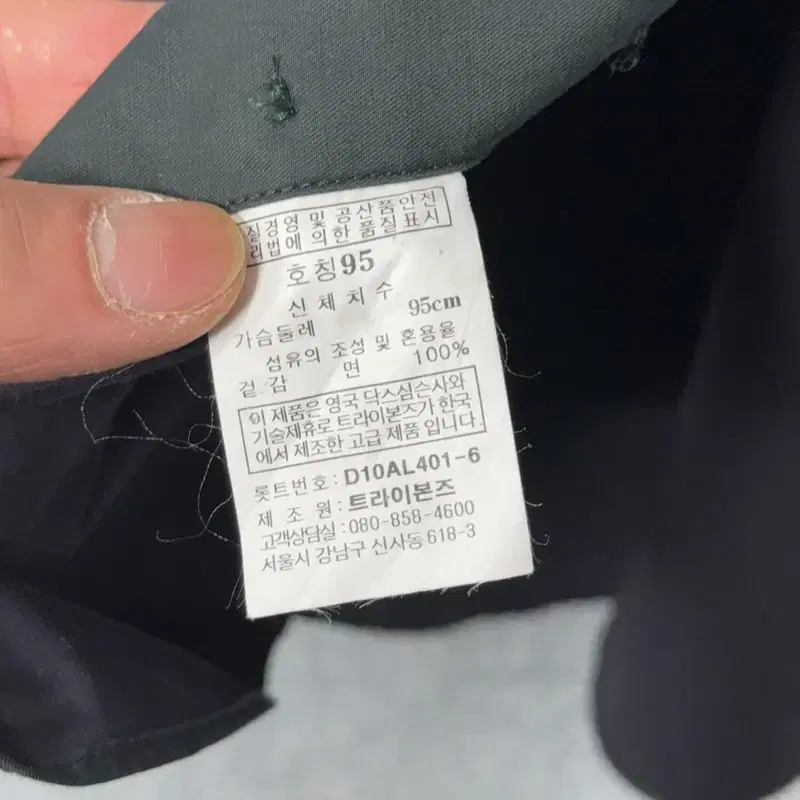 질경영 및 공산품안전
리법에 의한 품질표시
호칭95
신체치수
가슴둘레 95cm
섬유의 조성 및 혼용율
겉감 면 100%
이 제품은 영국 닥스심슨사와
기술제휴로 트라이본즈가 한국
에서 제조한 고급 제품 입니다.
롯트번호: D10AL401-6
제조원: 트라이본즈
고객상담실: 080-858-4600
서울시 강남구 신사동 618-3